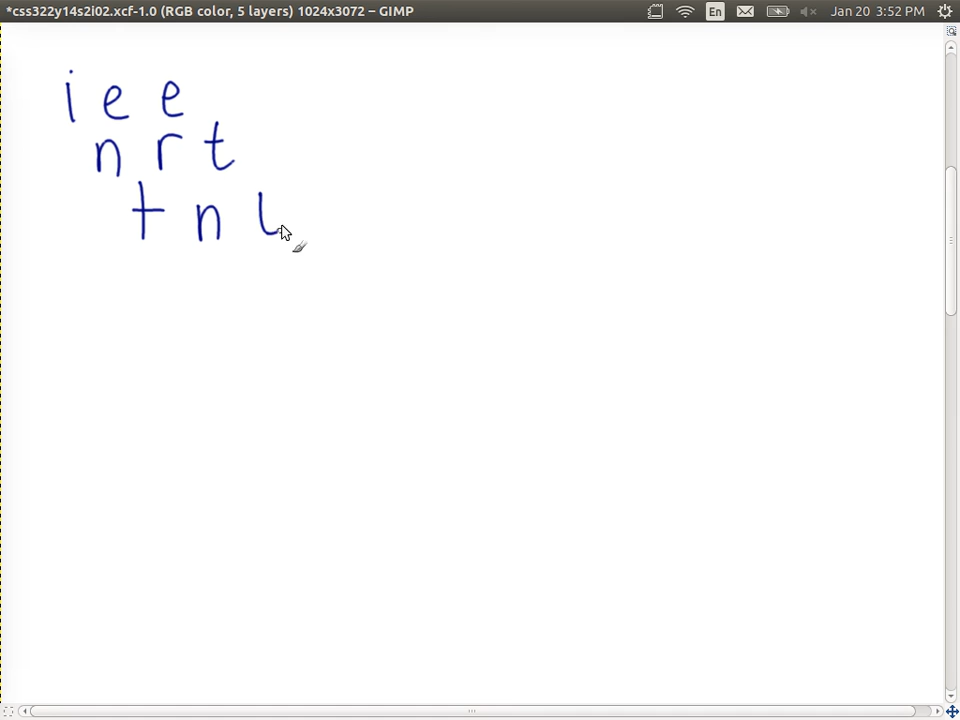 *css322y14s2i02.xcf-1.0 (RGB color, 5 layers) 1024x3072 – GIMP
En
Jan 20 3:52 PM
i e e
n r t
t n